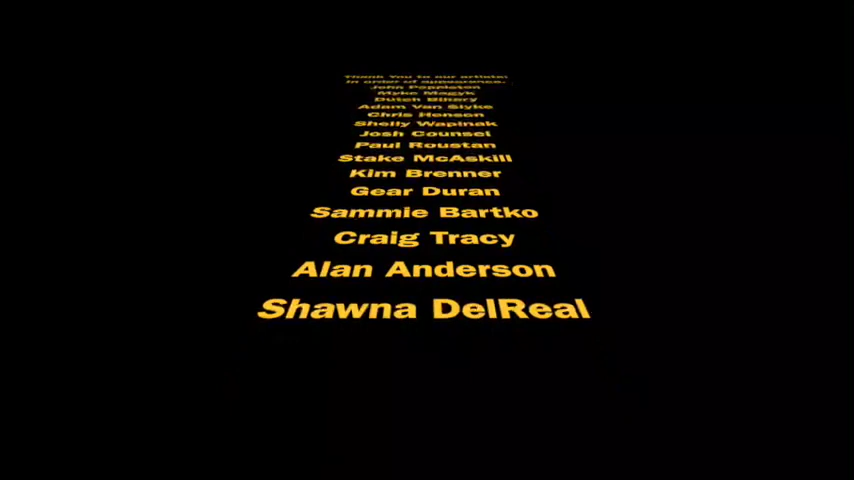 Thank You to our artists!
In order of appearance.
John Poppleton
Myke Magyk
Dutch Bihary
Adam Van Slyke
Chris Henson
Shelly Wapinak
Josh Counsel
Paul Roustan
Stake McAskill
Kim Brenner
Gear Duran
Sammie Bartko
Craig Tracy
Alan Anderson
Shawna DelReal